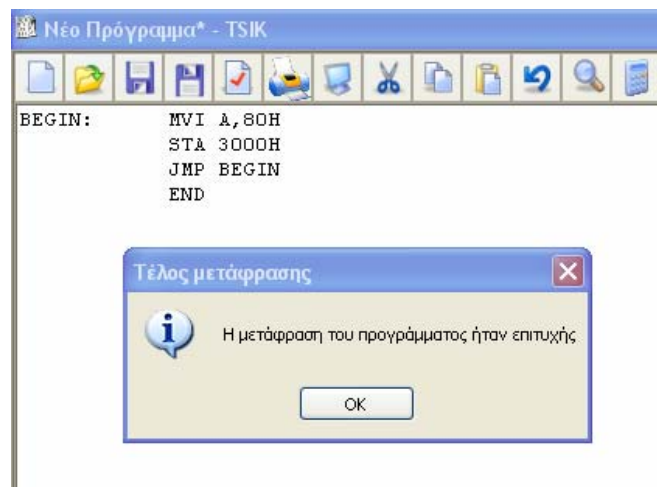 Νέο Πρόγραμμα* - TSIK
BEGIN: MVI A,80H
STA 3000H
JMP BEGIN
END
Τέλος μετάφρασης
Η μετάφραση του προγράμματος ήταν επιτυχής
OK